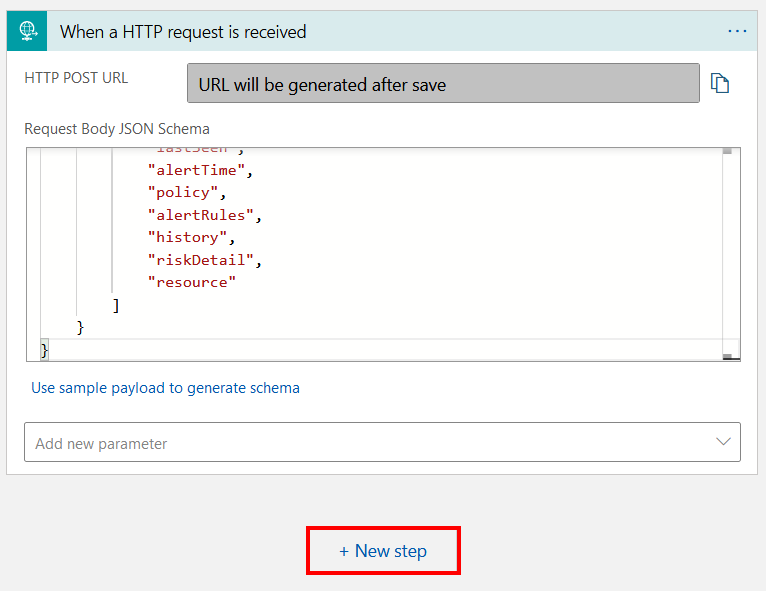 When a HTTP request is received
...
HTTP POST URL
URL will be generated after save
Request Body JSON Schema
"lastSeen",
"alertTime",
"policy",
"alertRules",
"history",
"riskDetail",
"resource"
]
}
}
Use sample payload to generate schema
Add new parameter
+ New step